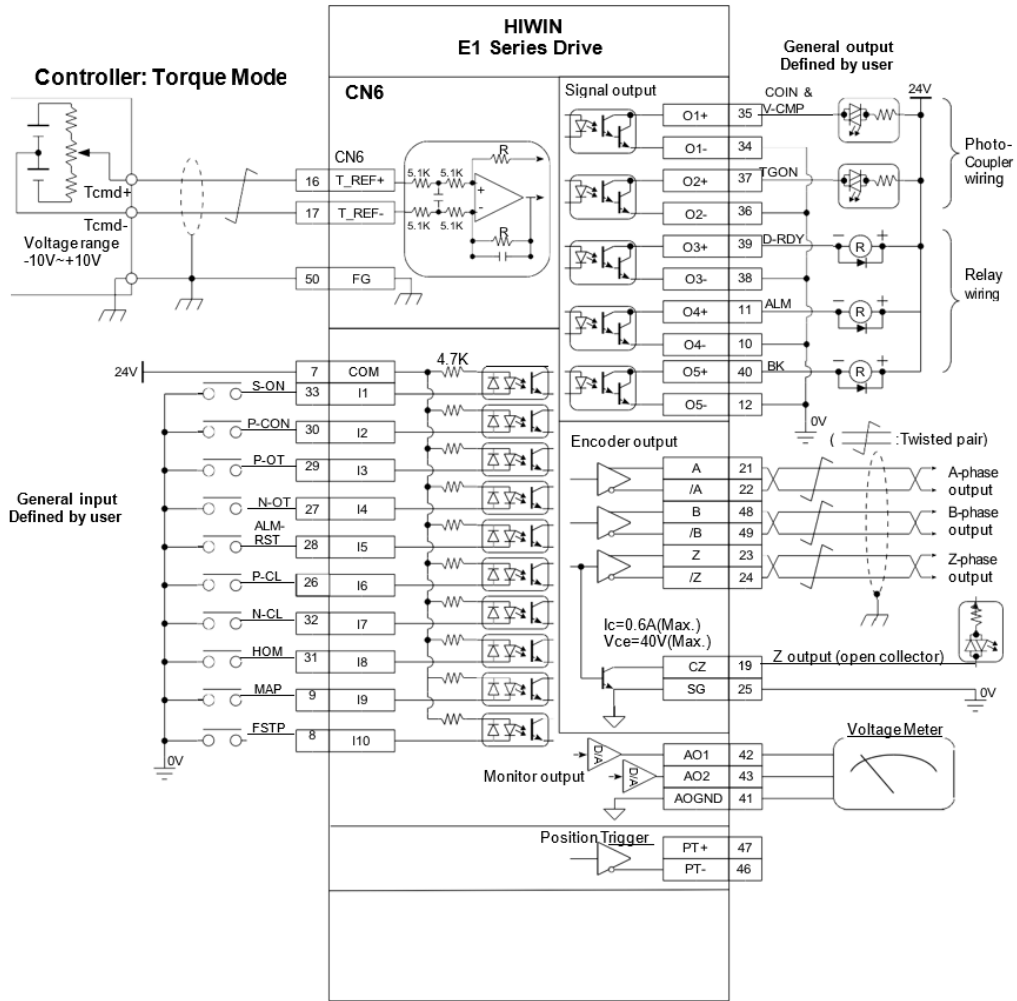 HIWIN
E1 Series Drive
General output
Defined by user
Controller: Torque Mode
CN6
Signal output
COIN &
V-CMP
24V
O1+ 35
O1- 34
Photo-
Coupler
wiring
CN6
R
5.1K 5.1K
16 T_REF+
+
O2+ 37 TGON
O2- 36
Tcmd+
17 T_REF-
-
5.1K 5.1K
Tcmd-
R
Voltage range
-10V~+10V
O3+ 39 D-RDY - R +
O3- 38
Relay
wiring
50 FG
O4+ 11 ALM - R +
O4- 10
O5+ 40 BK - R +
O5- 12
0V
24V 7 COM 4.7K
S-ON 33 I1
P-CON 30 I2
P-OT 29 I3
N-OT 27 I4
ALM-
RST 28 I5
P-CL 26 I6
N-CL 32 I7
HOM 31 I8
MAP 9 I9
FSTP 8 I10
0V
General input
Defined by user
Encoder output
( :Twisted pair)
A 21
/A 22
A-phase
output
B 48
/B 49
B-phase
output
Z 23
/Z 24
Z-phase
output
Ic=0.6A(Max.)
Vce=40V(Max.)
CZ 19 Z output (open collector)
SG 25 0V
Voltage Meter
Monitor output
D/A
D/A
AO1 42
AO2 43
AOGND 41
Position Trigger
PT+ 47
PT- 46